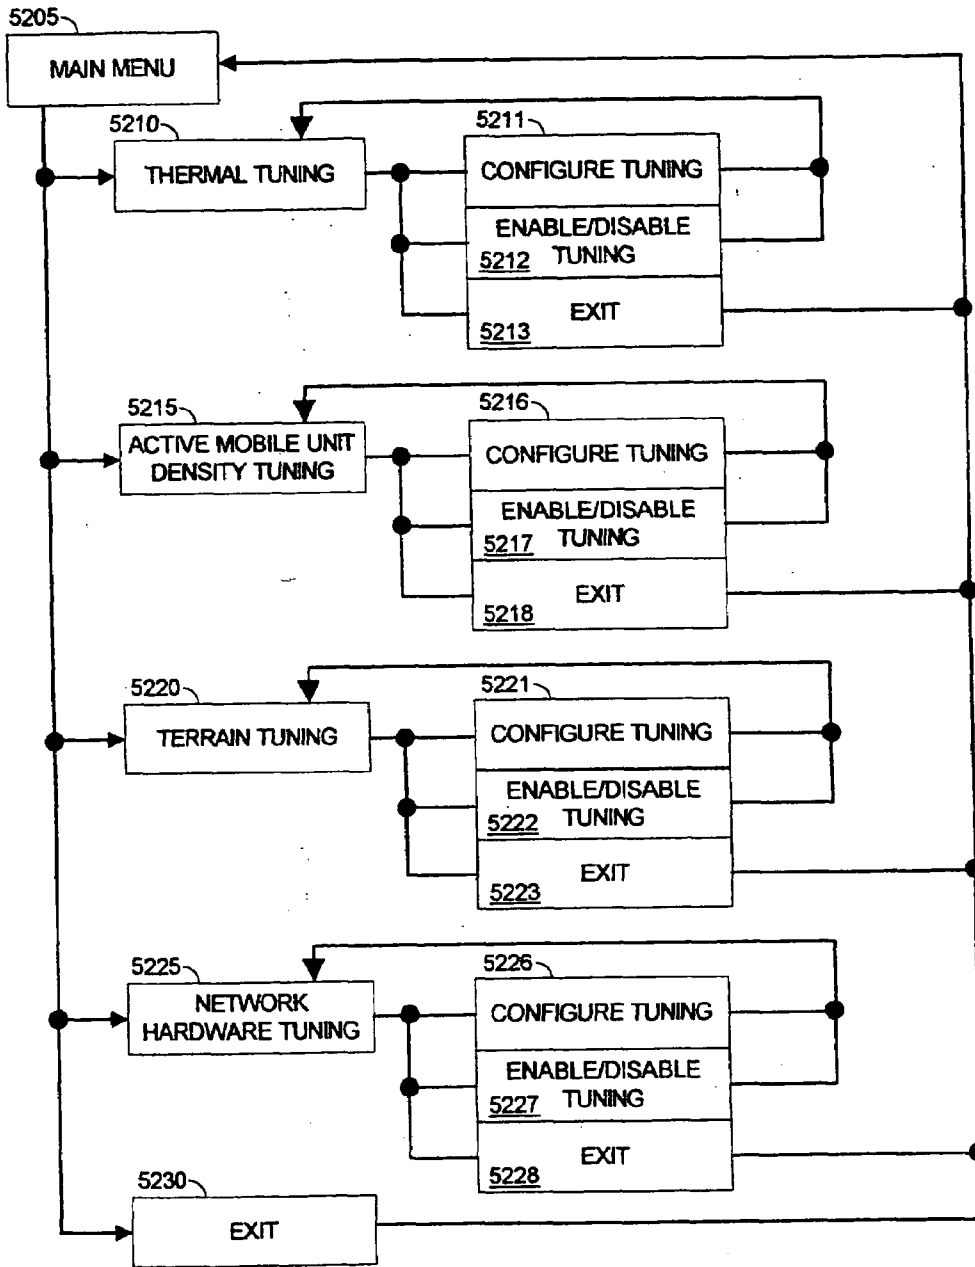 5205
MAIN MENU
5210
THERMAL TUNING
5211
CONFIGURE TUNING
ENABLE/DISABLE
5212 TUNING
EXIT
5213
5215
ACTIVE MOBILE UNIT
DENSITY TUNING
5216
CONFIGURE TUNING
ENABLE/DISABLE
5217 TUNING
EXIT
5218
5220
TERRAIN TUNING
5221
CONFIGURE TUNING
ENABLE/DISABLE
5222 TUNING
EXIT
5223
5225
NETWORK
HARDWARE TUNING
5226
CONFIGURE TUNING
ENABLE/DISABLE
5227 TUNING
EXIT
5228
5230
EXIT